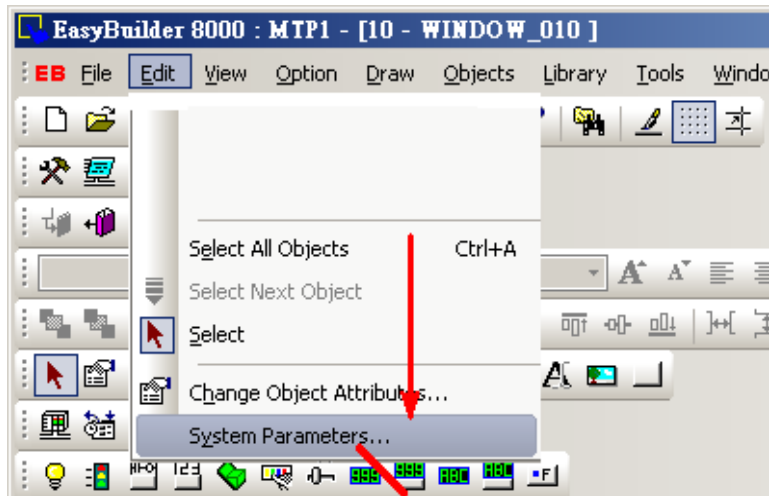 EasyBuilder 8000 : MTP1 - [10 - WINDOW_010 ]
EB File Edit View Option Draw Objects Library Tools Windo
Select All Objects Ctrl+A
Select Next Object
Select
Change Object Attributes...
System Parameters...